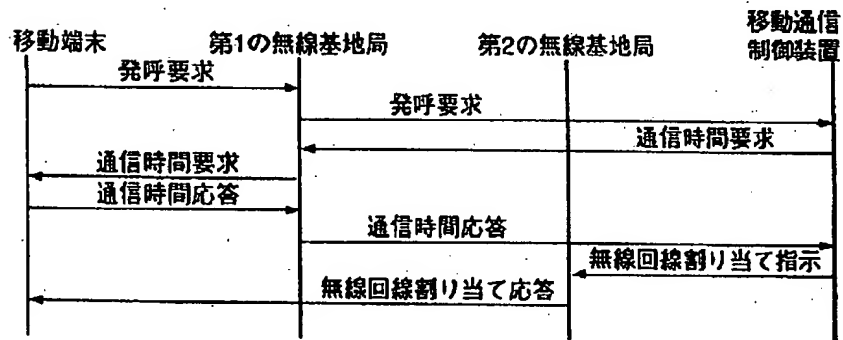 移動端末
第1の無線基地局
第2の無線基地局
移動通信
制御装置
発呼要求
発呼要求
通信時間要求
通信時間要求
通信時間応答
通信時間応答
無線回線割り当て指示
無線回線割り当て応答